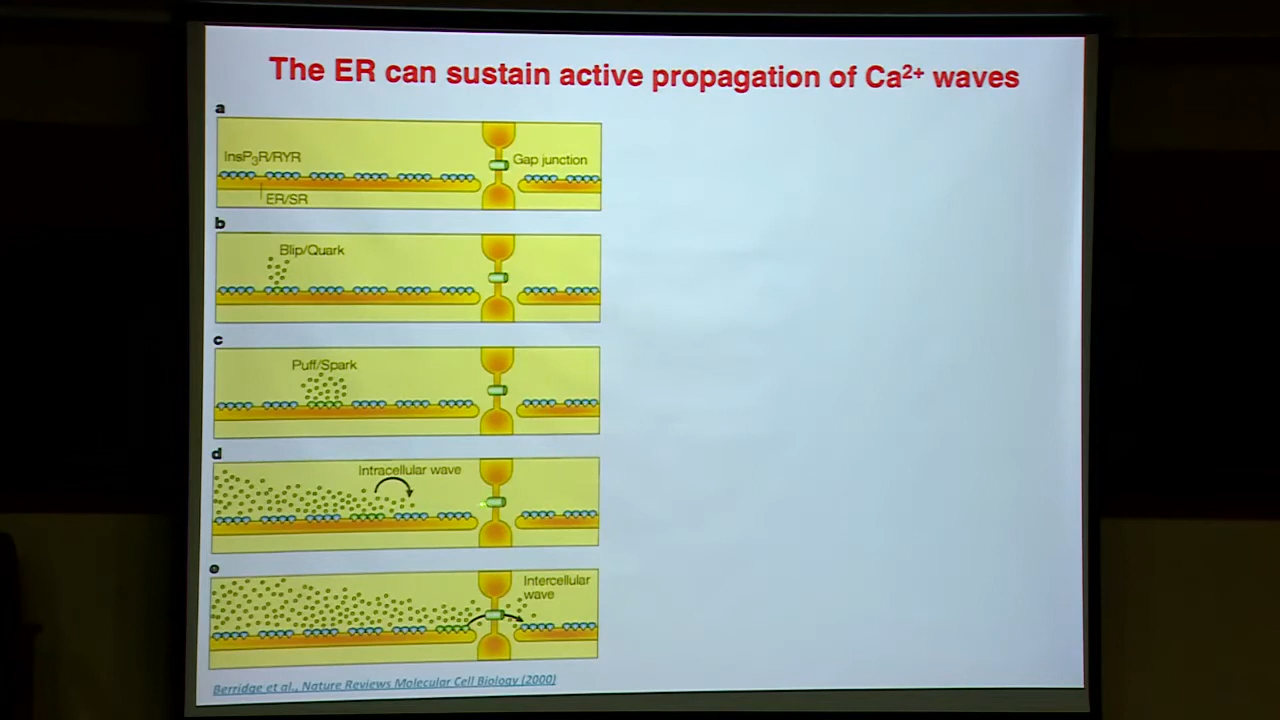 The ER can sustain active propagation of Ca²⁺ waves
a
InsP₃R/RYR
Gap junction
ER/SR
b
Blip/Quark
c
Puff/Spark
d
Intracellular wave
e
Intercellular
wave
Berridge et al., Nature Reviews Molecular Cell Biology (2000)